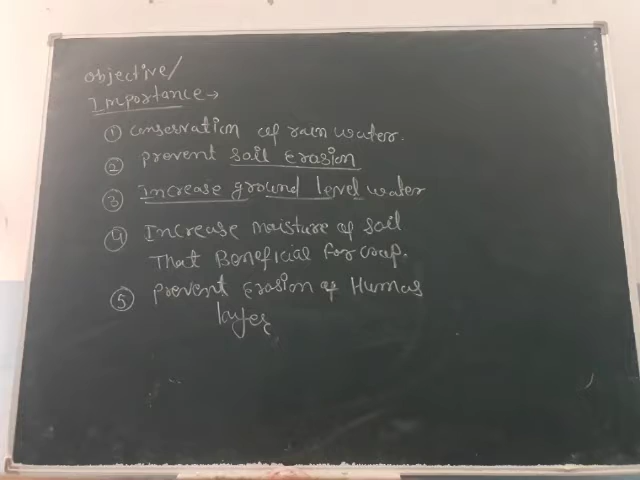 Objective/
Importance →
① Conservation of rain water.
② prevent soil Erosion
③ Increase ground level water
④ Increase moisture of soil
That Beneficial For crop.
⑤ prevent Erosion of Humas
layer